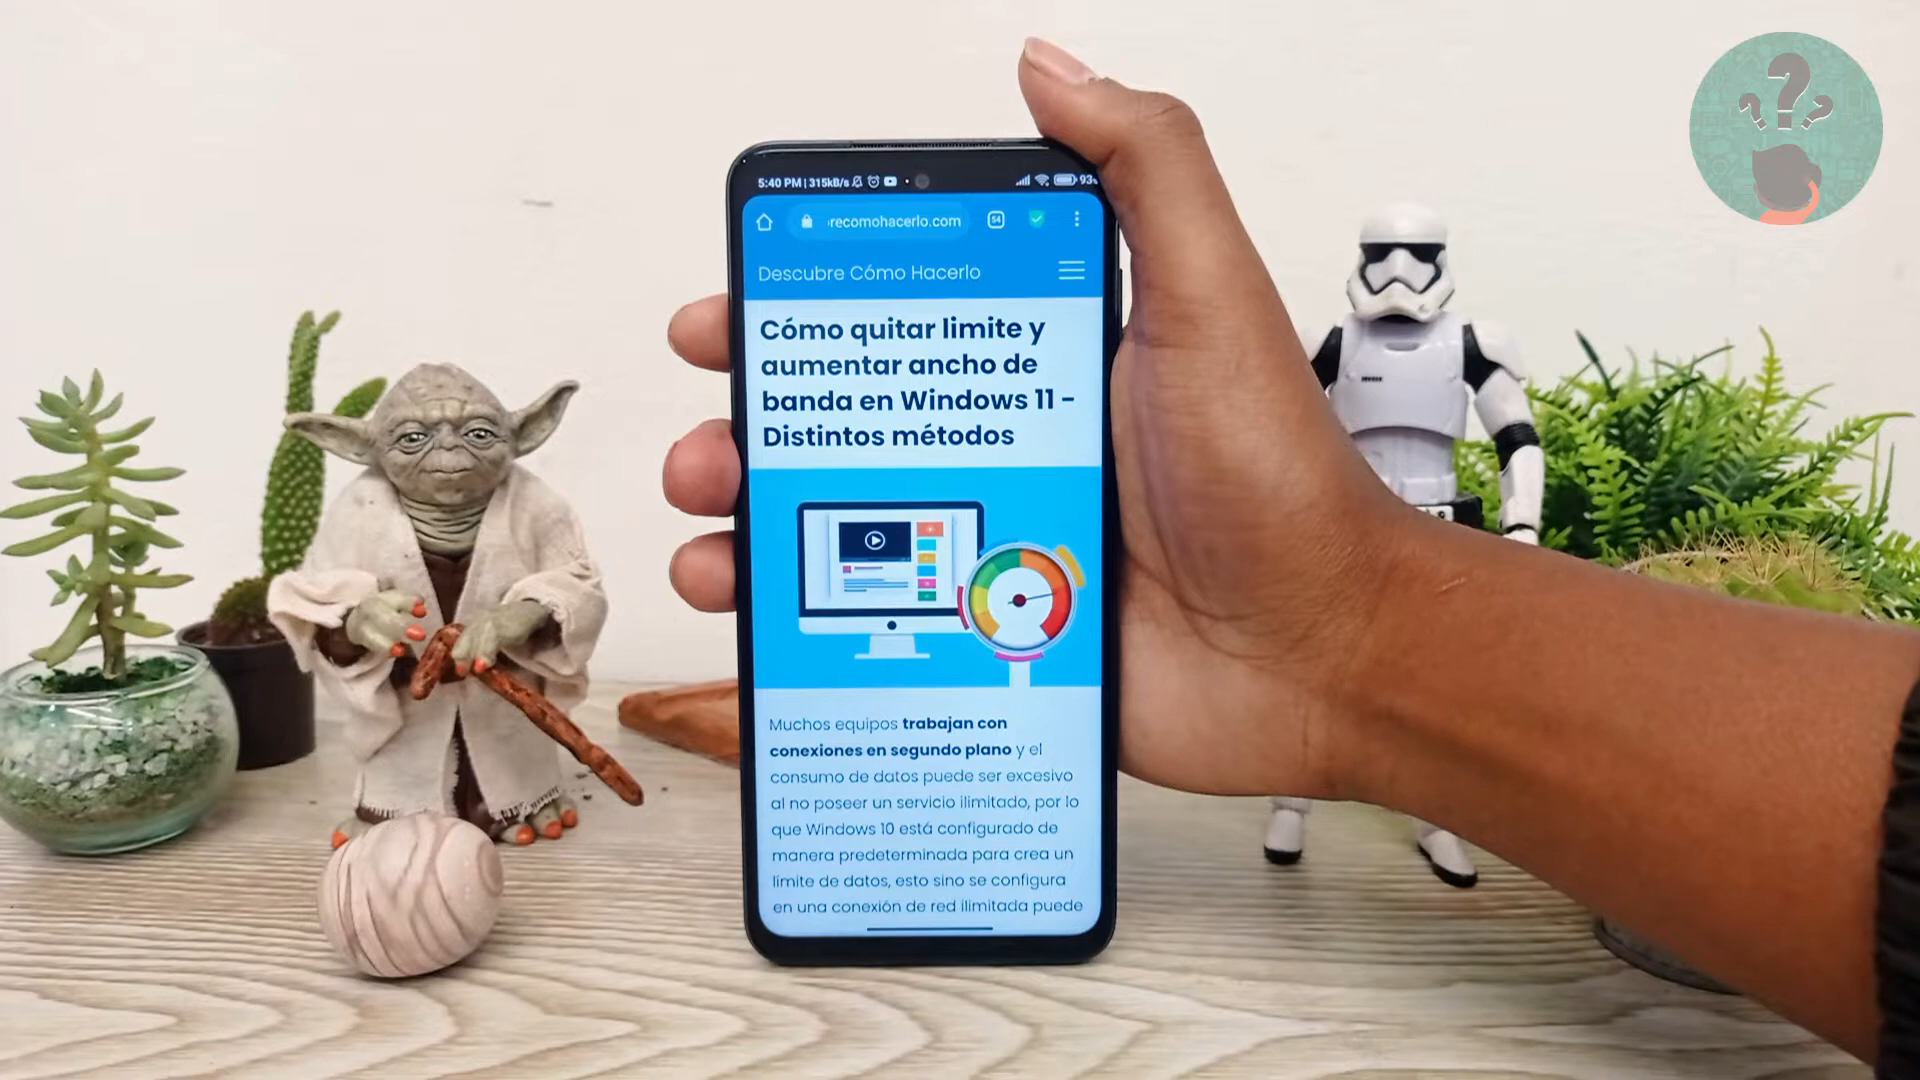 5:40 PM | 315kB/s 93
recomohacerlo.com 54
Descubre Cómo Hacerlo
Cómo quitar limite y
aumentar ancho de
banda en Windows 11 -
Distintos métodos
Muchos equipos trabajan con
conexiones en segundo plano y el
consumo de datos puede ser excesivo
al no poseer un servicio ilimitado, por lo
que Windows 10 está configurado de
manera predeterminada para crea un
límite de datos, esto sino se configura
en una conexión de red ilimitada puede